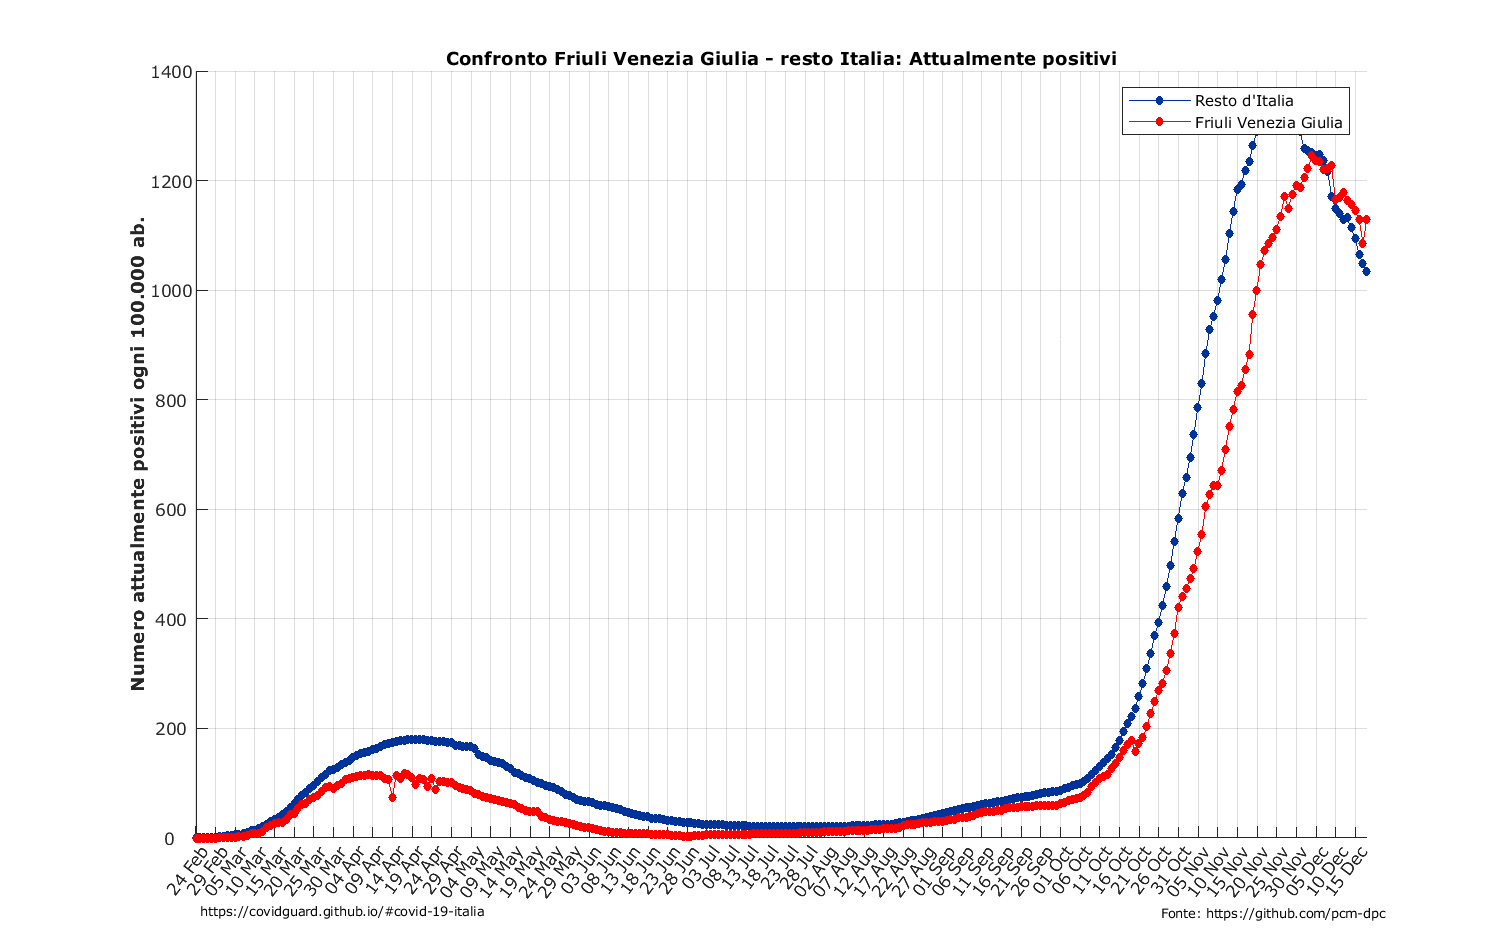 Confronto Friuli Venezia Giulia - resto Italia: Attualmente positivi
Resto d'Italia
Friuli Venezia Giulia
Numero attualmente positivi ogni 100.000 ab.
1400
1200
1000
800
600
400
200
0
24 Feb
29 Feb
05 Mar
10 Mar
15 Mar
20 Mar
25 Mar
30 Mar
04 Apr
09 Apr
14 Apr
19 Apr
24 Apr
29 Apr
04 May
09 May
14 May
19 May
24 May
29 May
03 Jun
08 Jun
13 Jun
18 Jun
23 Jun
28 Jun
03 Jul
08 Jul
13 Jul
18 Jul
23 Jul
28 Jul
02 Aug
07 Aug
12 Aug
17 Aug
22 Aug
27 Aug
01 Sep
06 Sep
11 Sep
16 Sep
21 Sep
26 Sep
01 Oct
06 Oct
11 Oct
16 Oct
21 Oct
26 Oct
31 Oct
05 Nov
10 Nov
15 Nov
20 Nov
25 Nov
30 Nov
05 Dec
10 Dec
15 Dec
https://covidguard.github.io/#covid-19-italia
Fonte: https://github.com/pcm-dpc